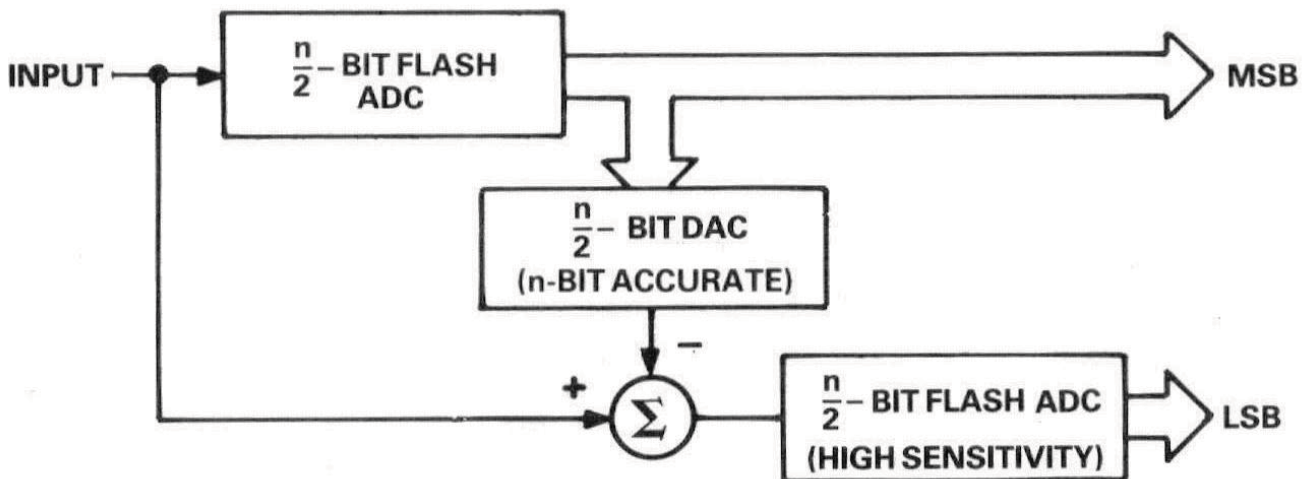 INPUT
n/2 – BIT FLASH
ADC
MSB
n/2 – BIT DAC
(n-BIT ACCURATE)
–
+
Σ
n/2 – BIT FLASH ADC
(HIGH SENSITIVITY)
LSB